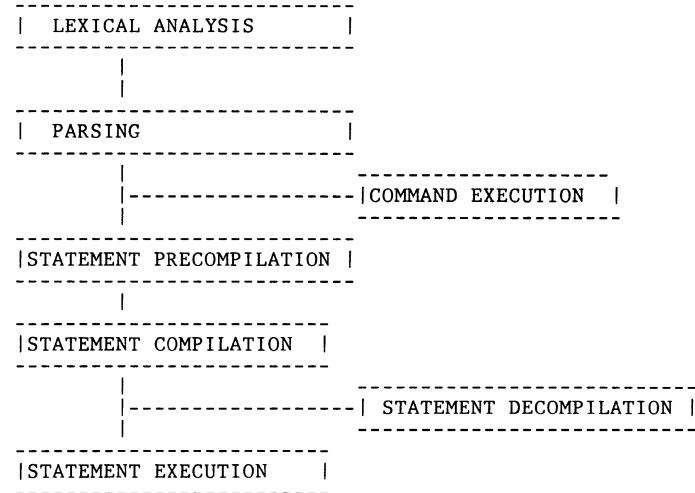 LEXICAL ANALYSIS
PARSING
COMMAND EXECUTION
STATEMENT PRECOMPILATION
STATEMENT COMPILATION
STATEMENT DECOMPILATION
STATEMENT EXECUTION